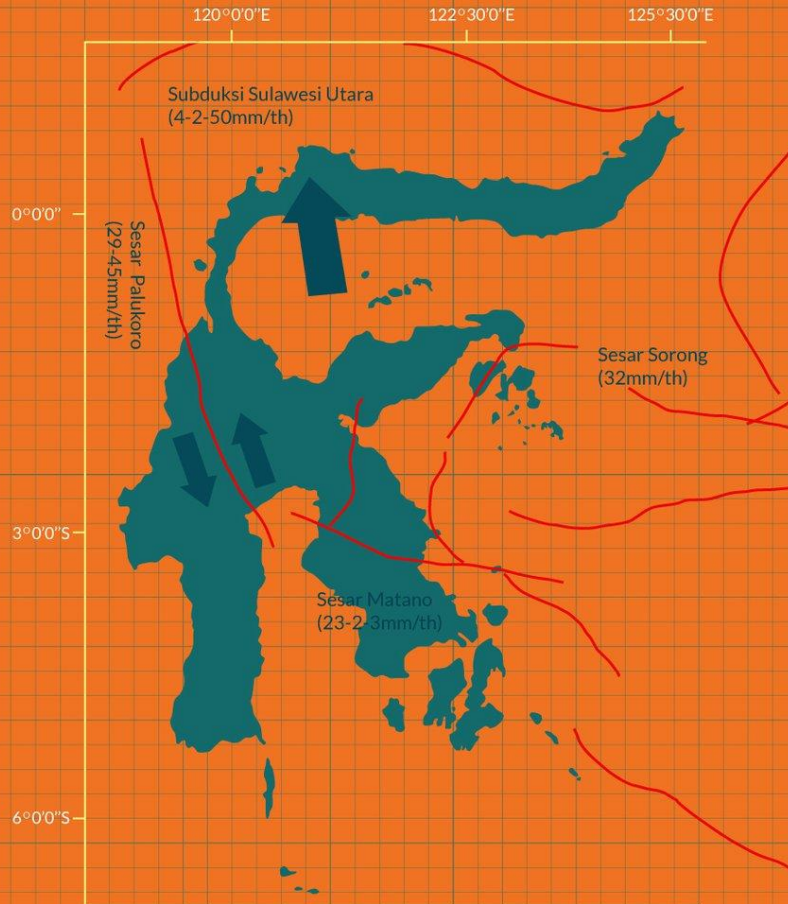 120°0'0"E
122°30'0"E
125°30'0"E
Subduksi Sulawesi Utara
(4-2-50mm/th)
0°0'0"
Sesar Palukoro
(29-45mm/th)
Sesar Sorong
(32mm/th)
3°0'0"S
Sesar Matano
(23-2-3mm/th)
6°0'0"S